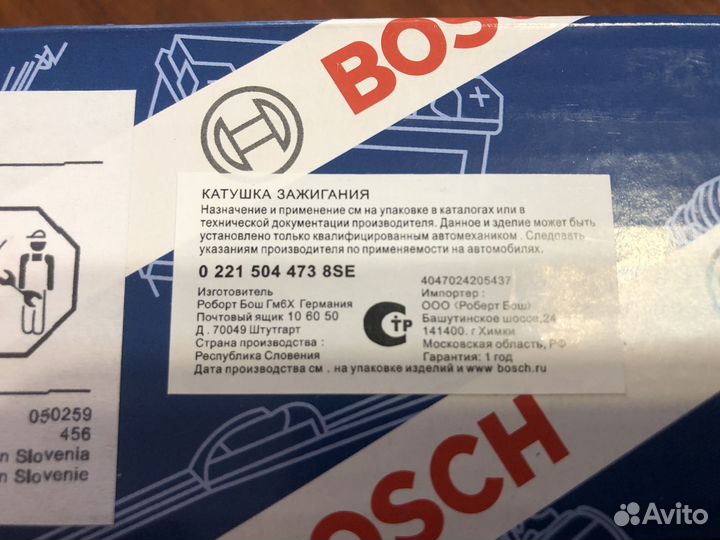 BOSCH
КАТУШКА ЗАЖИГАНИЯ
Назначение и применение см на упаковке в каталогах или в
технической документации производителя. Данное и зделие может быть
установлено только квалифицированным автомехаником . Следовать
указаниям производителя по применяемости на автомобилях.
0 221 504 473 8SE
Изготовитель
Роборт Бош Гм6Х Германия
Почтовый ящик 10 60 50
Д . 70049 Штутгарт
Страна производства :
Республика Словения
Дата производства см . на упаковке изделий и www.bosch.ru
СТР
4047024205437
Импортер :
ООО (Роберт Бош)
Башутинское шоссе,24
141400. г Химки
Московская область, РФ
Гарантия: 1 год
050259
456
n Slovenia
n Slovenie
BOSCH
Avito